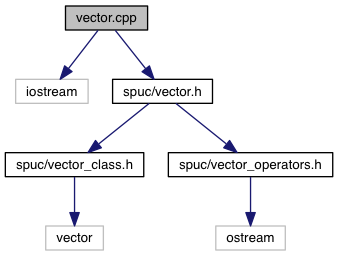 vector.cpp
iostream
spuc/vector.h
spuc/vector_class.h
spuc/vector_operators.h
vector
ostream